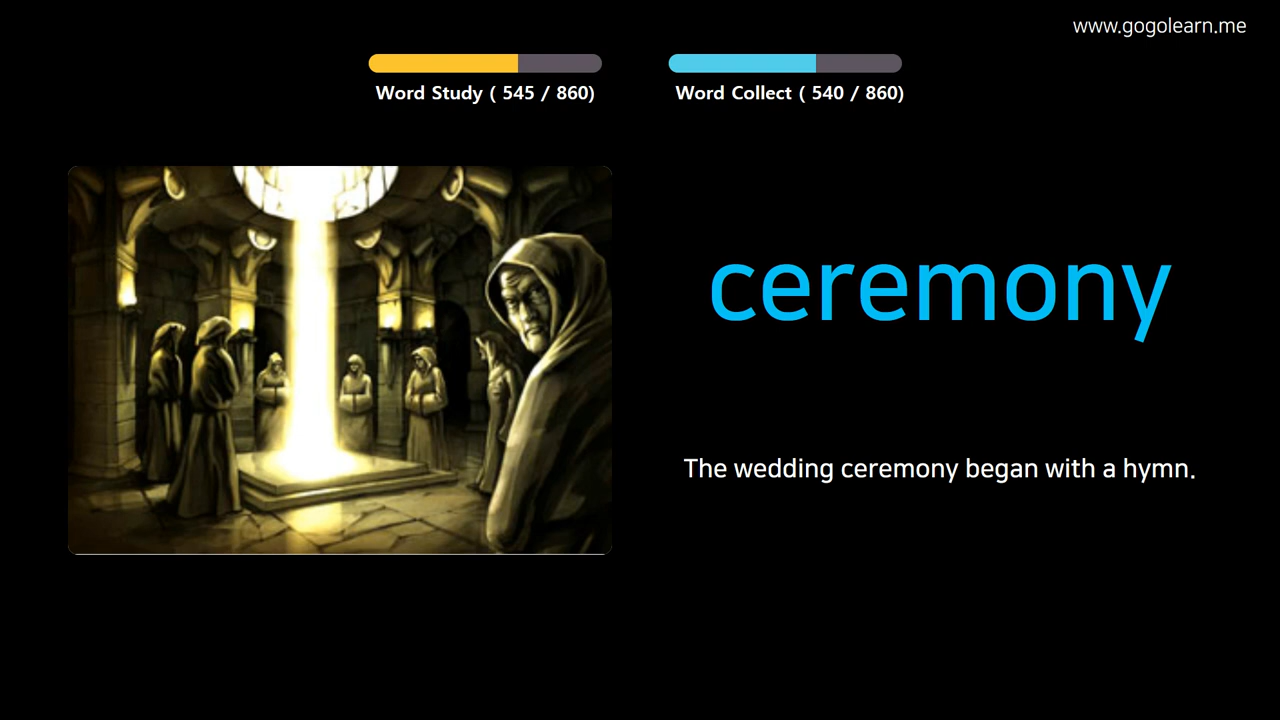 www.gogolearn.me
Word Study ( 545 / 860)
Word Collect ( 540 / 860)
ceremony
The wedding ceremony began with a hymn.